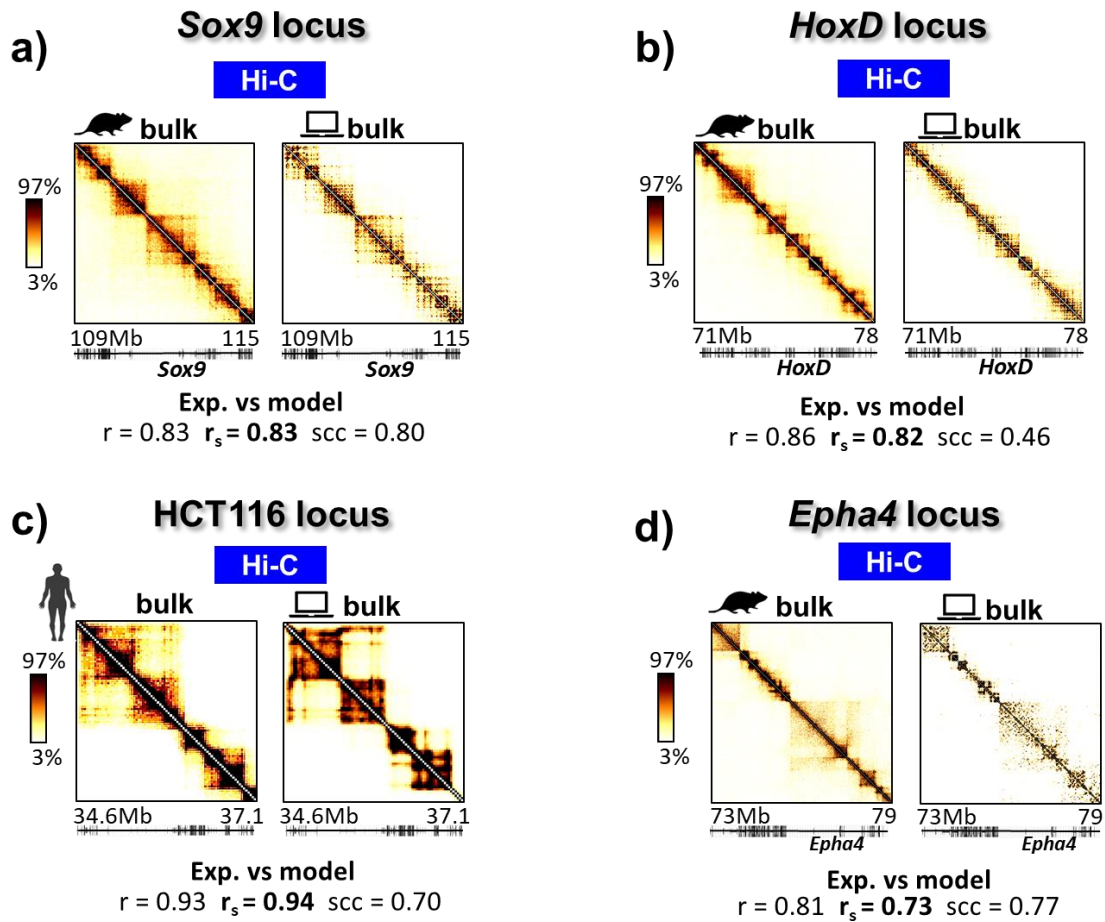 a)
Sox9 locus
Hi-C
bulk
bulk
97%
3%
109Mb 115
109Mb 115
Sox9
Sox9
Exp. vs model
r = 0.83 rs = 0.83 scc = 0.80
b)
HoxD locus
Hi-C
bulk
bulk
97%
3%
71Mb 78
71Mb 78
HoxD
HoxD
Exp. vs model
r = 0.86 rs = 0.82 scc = 0.46
c)
HCT116 locus
Hi-C
bulk
bulk
97%
3%
34.6Mb 37.1
34.6Mb 37.1
Exp. vs model
r = 0.93 rs = 0.94 scc = 0.70
d)
Epha4 locus
Hi-C
bulk
bulk
97%
3%
73Mb 79
73Mb 79
Epha4
Epha4
Exp. vs model
r = 0.81 rs = 0.73 scc = 0.77